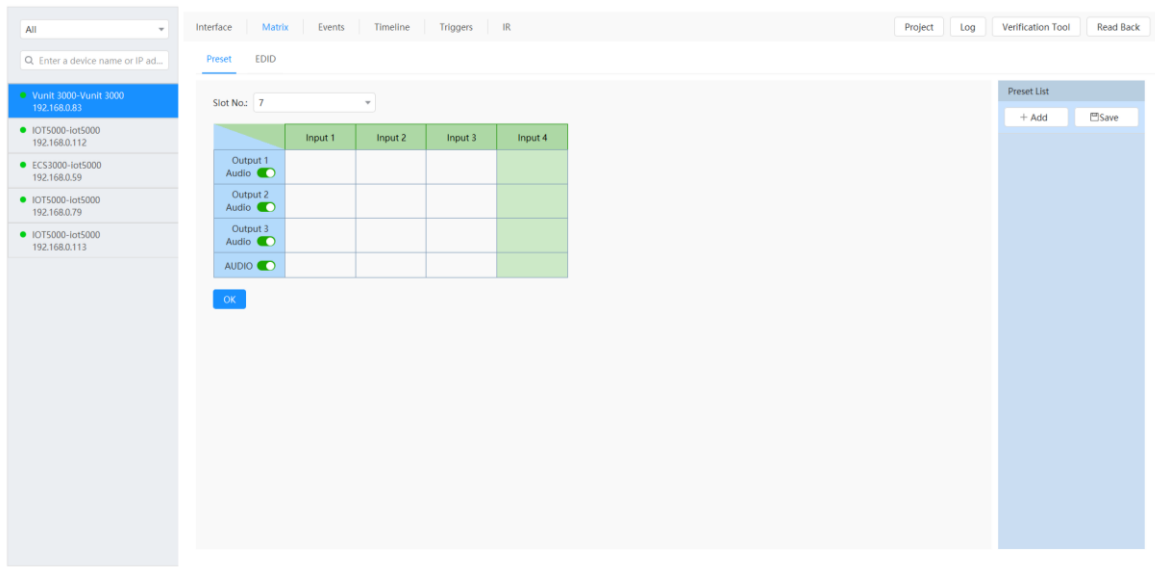 All
Enter a device name or IP ad...
Vunit 3000-Vunit 3000
192.168.0.83
IOT5000-iot5000
192.168.0.112
ECS3000-iot5000
192.168.0.59
IOT5000-iot5000
192.168.0.79
IOT5000-iot5000
192.168.0.113
Interface Matrix Events Timeline Triggers IR
Project Log Verification Tool Read Back
Preset EDID
Slot No.: 7
Input 1 Input 2 Input 3 Input 4
Output 1
Audio
Output 2
Audio
Output 3
Audio
AUDIO
OK
Preset List
+ Add Save